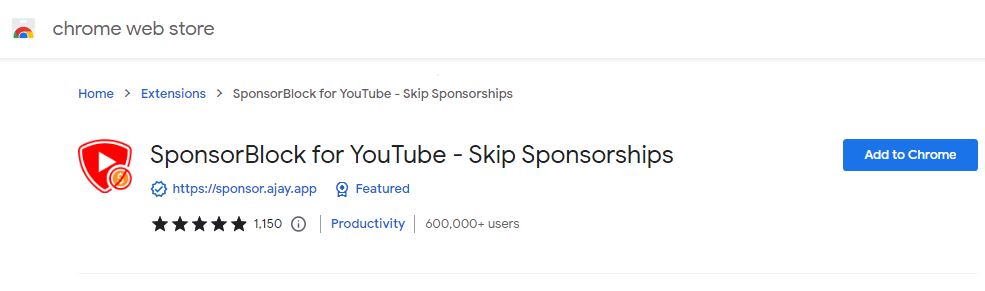 chrome web store
Home > Extensions > SponsorBlock for YouTube - Skip Sponsorships
SponsorBlock for YouTube - Skip Sponsorships
Add to Chrome
https://sponsor.ajay.app Featured
1,150 Productivity 600,000+ users